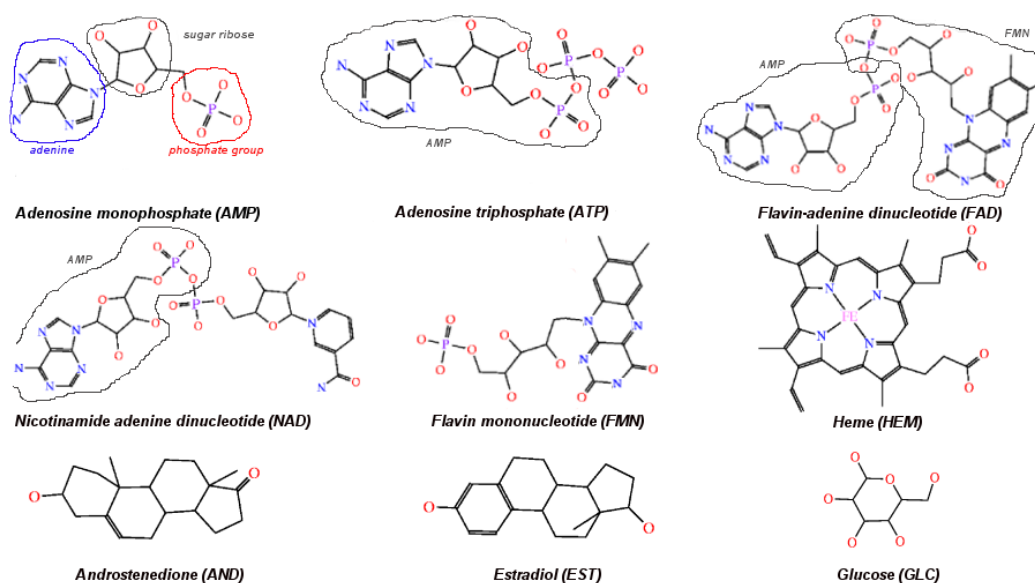 sugar ribose
adenine
phosphate group
Adenosine monophosphate (AMP)
AMP
Adenosine triphosphate (ATP)
FMN
AMP
Flavin-adenine dinucleotide (FAD)
AMP
Nicotinamide adenine dinucleotide (NAD)
Flavin mononucleotide (FMN)
FE
Heme (HEM)
Androstenedione (AND)
Estradiol (EST)
Glucose (GLC)